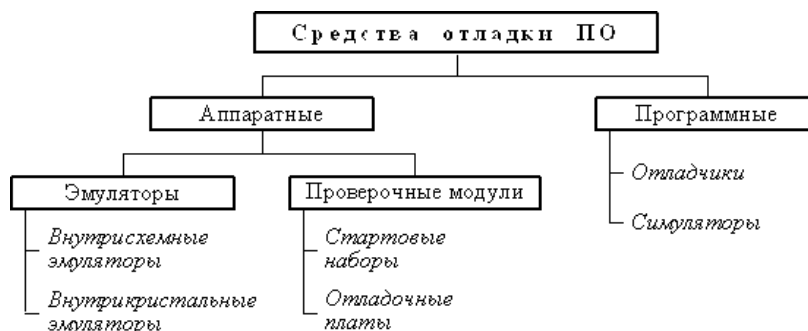 Средства отладки ПО
Аппаратные
Программные
Эмуляторы
Проверочные модули
Отладчики
Симуляторы
Внутрисхемные
эмуляторы
Внутрикристальные
эмуляторы
Стартовые
наборы
Отладочные
платы